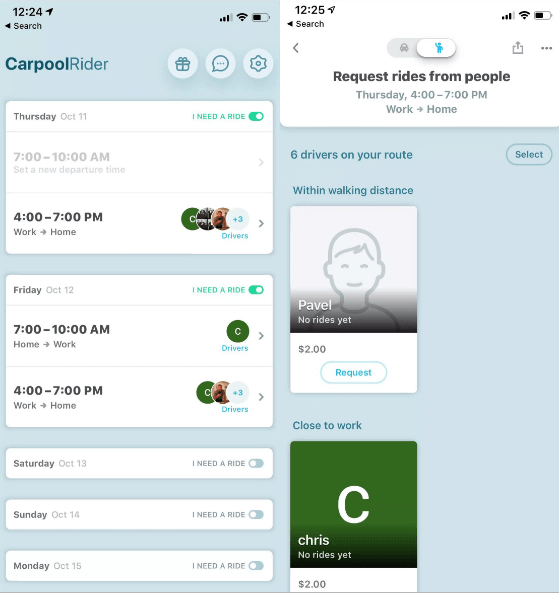 12:24
Search
CarpoolRider
Thursday Oct 11
I NEED A RIDE
7:00 – 10:00 AM
Set a new departure time
4:00 – 7:00 PM
Work → Home
C
+3
Drivers
Friday Oct 12
I NEED A RIDE
7:00 – 10:00 AM
Home → Work
C
Drivers
4:00 – 7:00 PM
Work → Home
C
+3
Drivers
Saturday Oct 13
I NEED A RIDE
Sunday Oct 14
I NEED A RIDE
Monday Oct 15
I NEED A RIDE
12:25
Search
Request rides from people
Thursday, 4:00 – 7:00 PM
Work → Home
6 drivers on your route
Select
Within walking distance
Pavel
No rides yet
$2.00
Request
Close to work
C
chris
No rides yet
$2.00